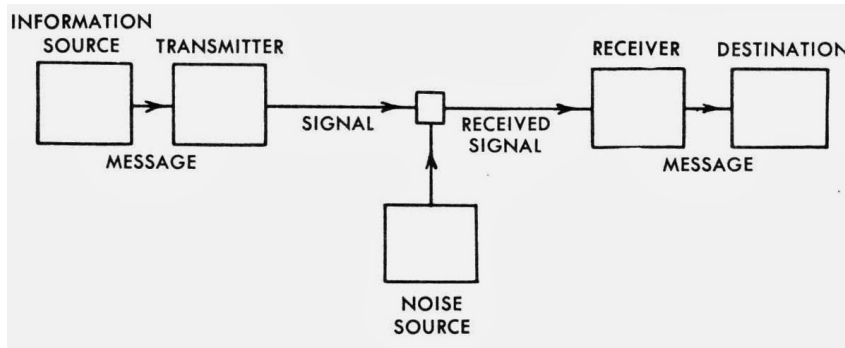 INFORMATION
SOURCE
TRANSMITTER
RECEIVER
DESTINATION
SIGNAL
RECEIVED
SIGNAL
MESSAGE
MESSAGE
NOISE
SOURCE